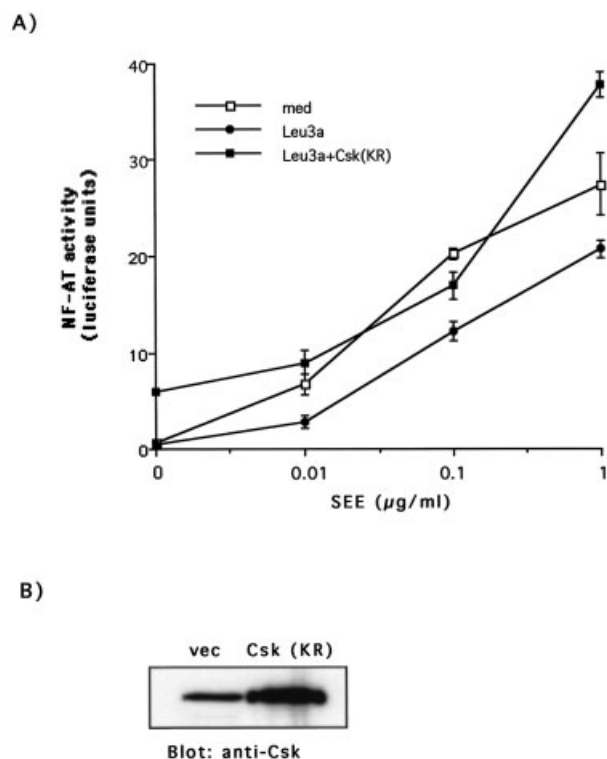 A)
40
30
20
10
0
NF-AT activity
(luciferase units)
med
Leu3a
Leu3a+Csk(KR)
0 0.01 0.1 1
SEE (µg/ml)
B)
vec Csk (KR)
Blot: anti-Csk